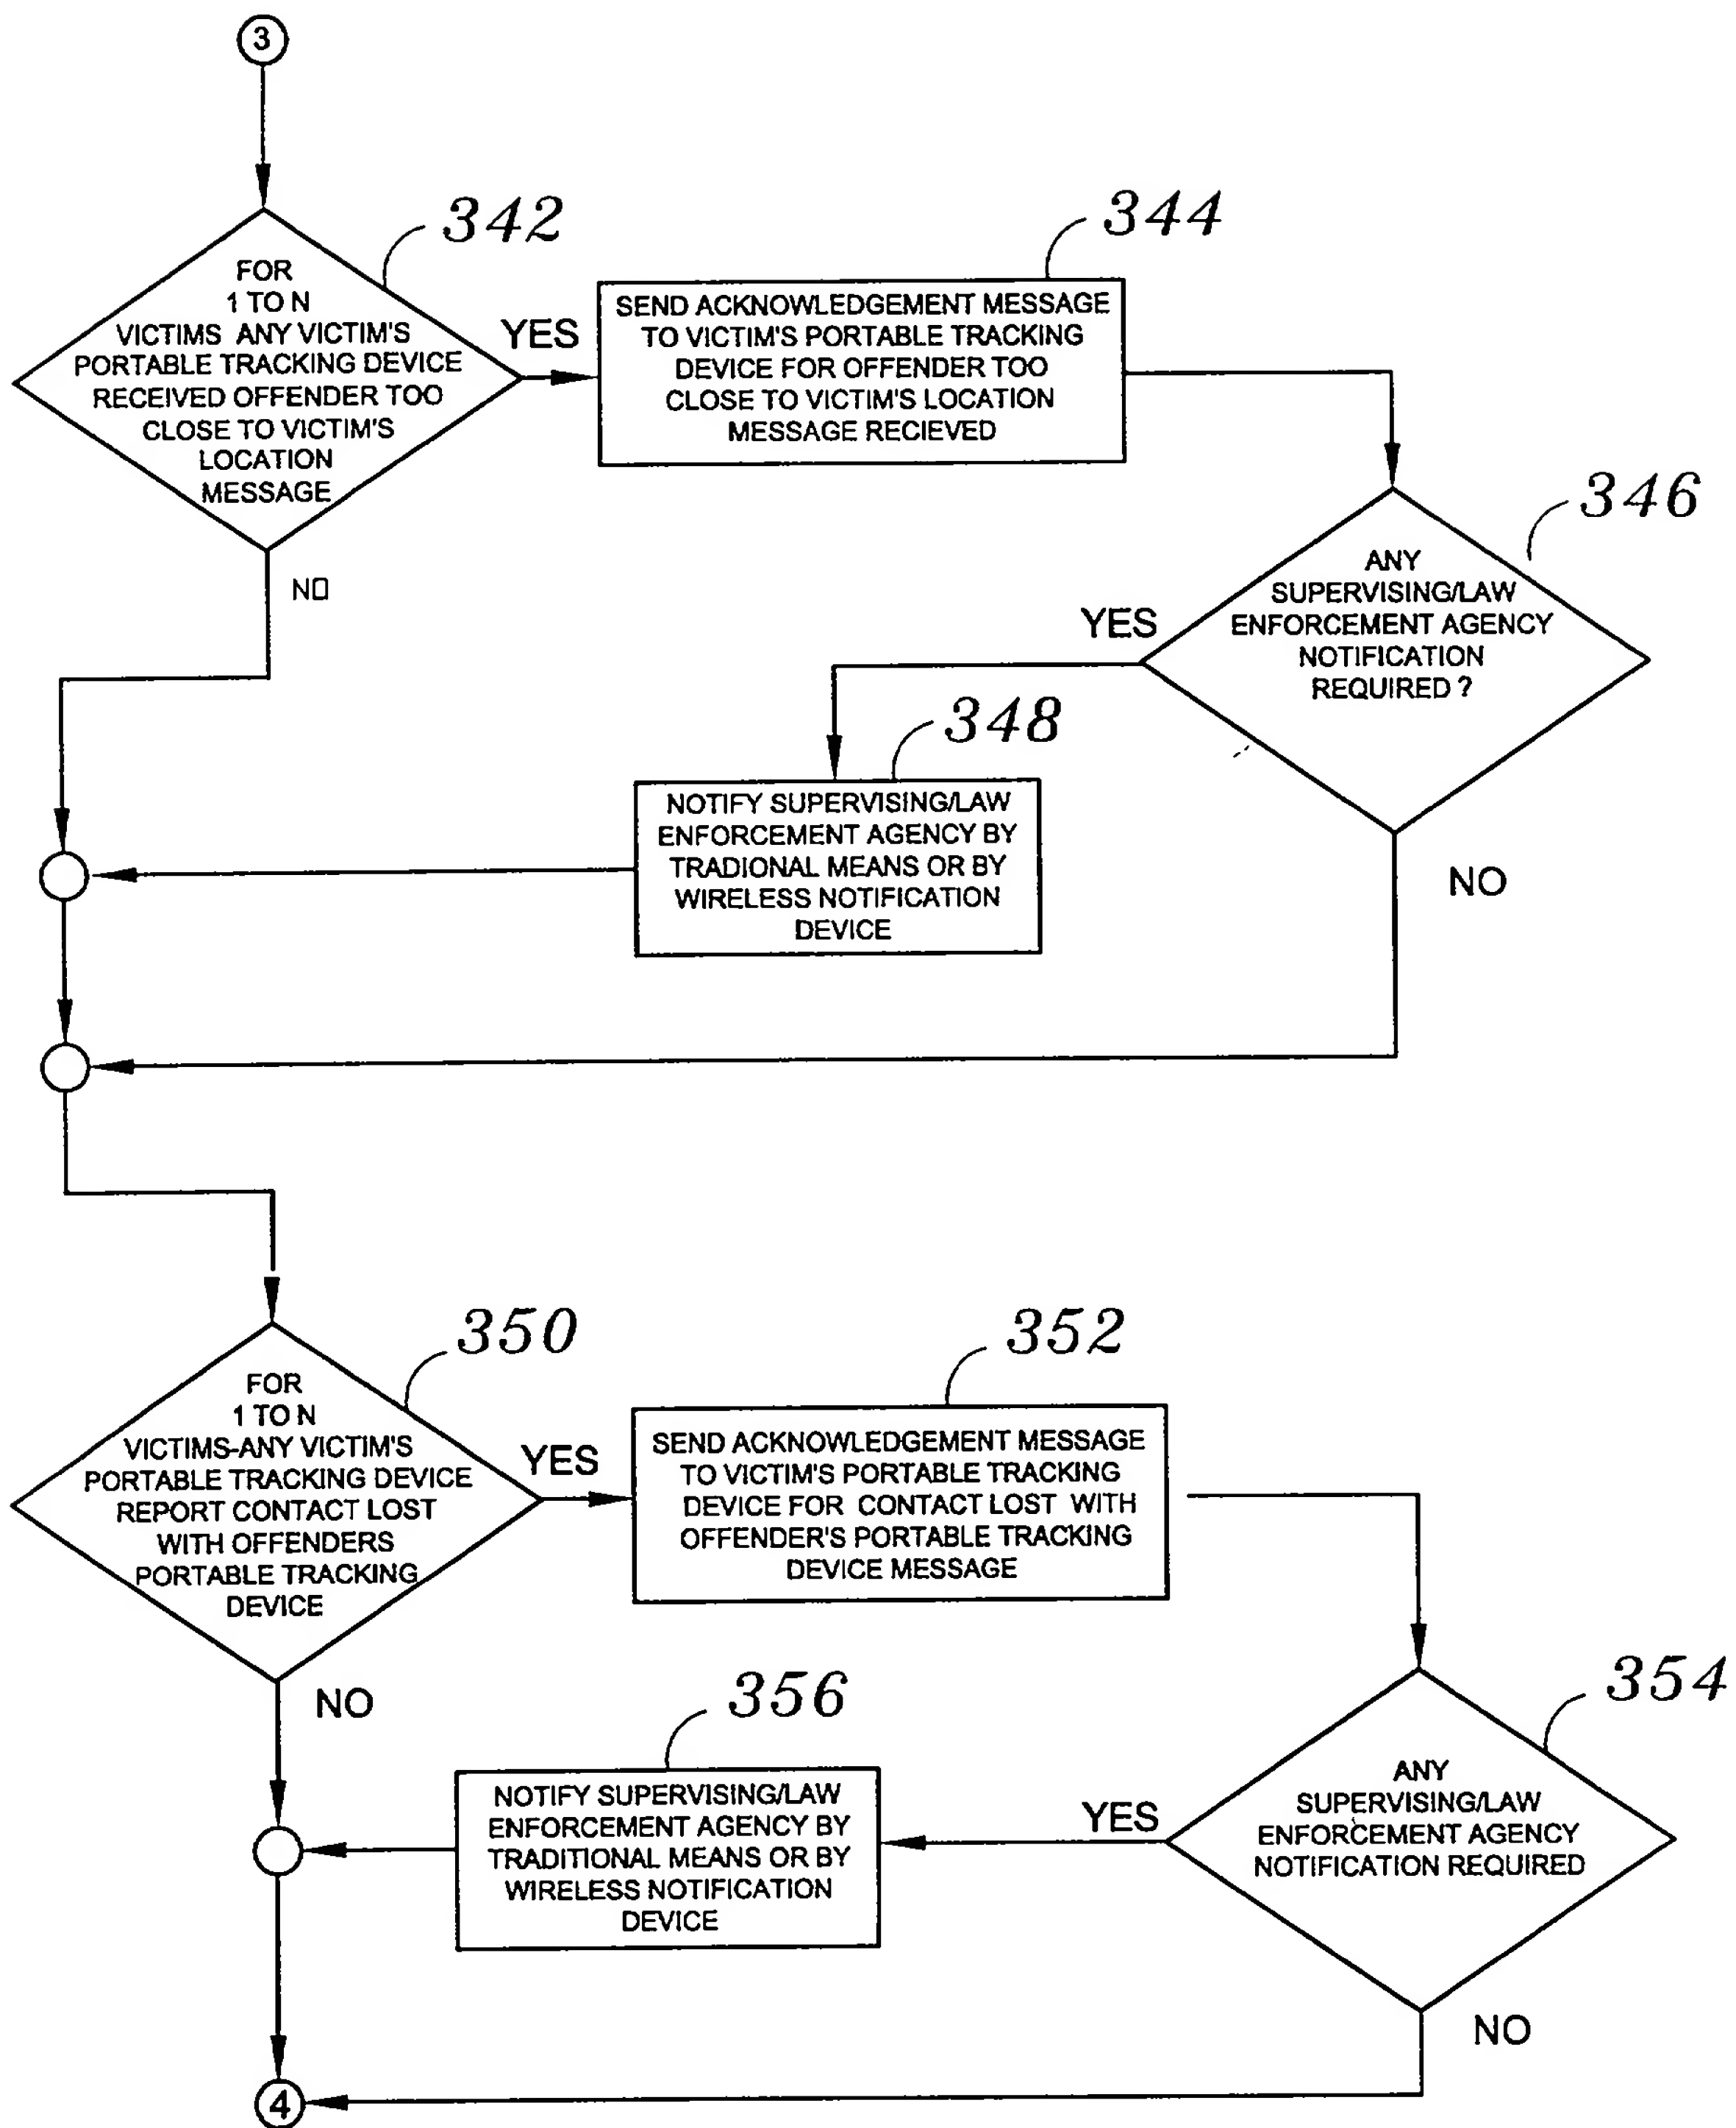 3
342
FOR
1 TO N
VICTIMS ANY VICTIM'S
PORTABLE TRACKING DEVICE
RECEIVED OFFENDER TOO
CLOSE TO VICTIM'S
LOCATION
MESSAGE
YES
NO
344
SEND ACKNOWLEDGEMENT MESSAGE
TO VICTIM'S PORTABLE TRACKING
DEVICE FOR OFFENDER TOO
CLOSE TO VICTIM'S LOCATION
MESSAGE RECIEVED
346
ANY
SUPERVISING/LAW
ENFORCEMENT AGENCY
NOTIFICATION
REQUIRED ?
YES
NO
348
NOTIFY SUPERVISING/LAW
ENFORCEMENT AGENCY BY
TRADIONAL MEANS OR BY
WIRELESS NOTIFICATION
DEVICE
350
FOR
1 TO N
VICTIMS-ANY VICTIM'S
PORTABLE TRACKING DEVICE
REPORT CONTACT LOST
WITH OFFENDERS
PORTABLE TRACKING
DEVICE
YES
NO
352
SEND ACKNOWLEDGEMENT MESSAGE
TO VICTIM'S PORTABLE TRACKING
DEVICE FOR CONTACT LOST WITH
OFFENDER'S PORTABLE TRACKING
DEVICE MESSAGE
354
ANY
SUPERVISING/LAW
ENFORCEMENT AGENCY
NOTIFICATION REQUIRED
YES
NO
356
NOTIFY SUPERVISING/LAW
ENFORCEMENT AGENCY BY
TRADITIONAL MEANS OR BY
WIRELESS NOTIFICATION
DEVICE
4